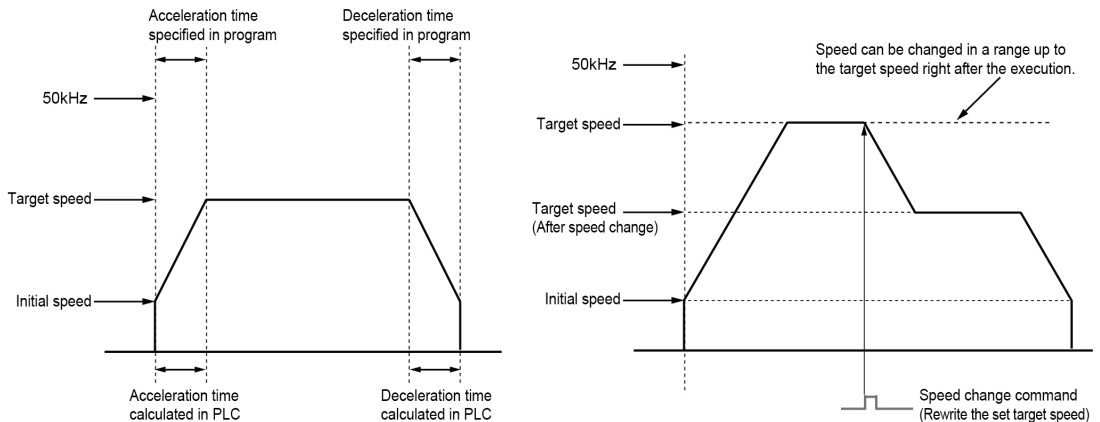 Acceleration time
specified in program
Deceleration time
specified in program
50kHz
Target speed
Initial speed
Acceleration time
calculated in PLC
Deceleration time
calculated in PLC
Speed can be changed in a range up to
the target speed right after the execution.
50kHz
Target speed
Target speed
(After speed change)
Initial speed
Speed change command
(Rewrite the set target speed)